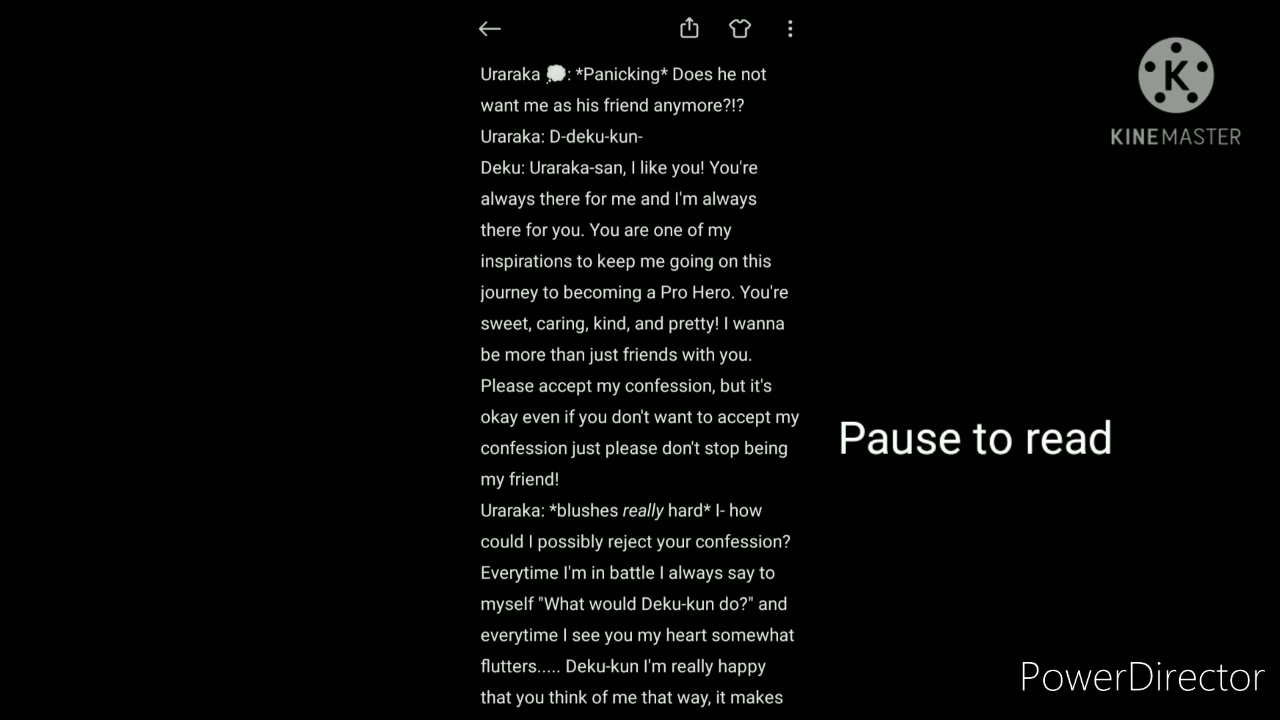 Uraraka 💭: *Panicking* Does he not
want me as his friend anymore?!?
Uraraka: D-deku-kun-
Deku: Uraraka-san, I like you! You're
always there for me and I'm always
there for you. You are one of my
inspirations to keep me going on this
journey to becoming a Pro Hero. You're
sweet, caring, kind, and pretty! I wanna
be more than just friends with you.
Please accept my confession, but it's
okay even if you don't want to accept my
confession just please don't stop being
my friend!
Uraraka: *blushes really hard* I- how
could I possibly reject your confession?
Everytime I'm in battle I always say to
myself "What would Deku-kun do?" and
everytime I see you my heart somewhat
flutters..... Deku-kun I'm really happy
that you think of me that way, it makes
K
KINEMASTER
Pause to read
PowerDirector